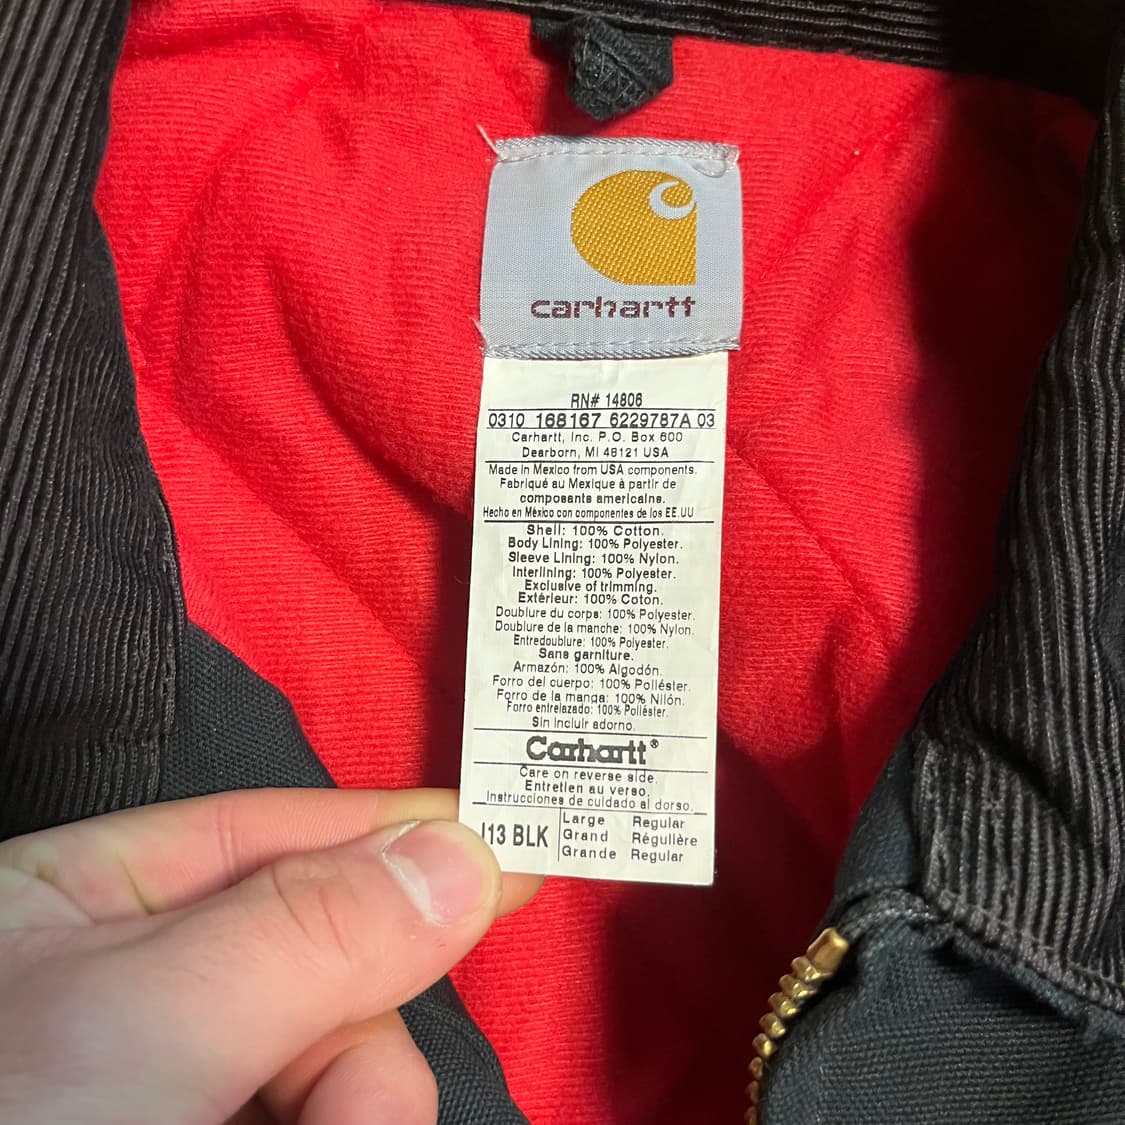 carhartt
RN# 14806
0310 168167 6229787A 03
Carhartt, Inc. P.O. Box 600
Dearborn, MI 48121 USA
Made in Mexico from USA components.
Fabriqué au Mexique à partir de
composants americains.
Hecho en México con componentes de los EE.UU
Shell: 100% Cotton.
Body Lining: 100% Polyester.
Sleeve Lining: 100% Nylon.
Interlining: 100% Polyester.
Exclusive of trimming.
Extérieur: 100% Coton.
Doublure du corps: 100% Polyester.
Doublure de la manche: 100% Nylon.
Entredoublure: 100% Polyester.
Sans garniture.
Armazón: 100% Algodón.
Forro del cuerpo: 100% Poliéster.
Forro de la manga: 100% Nilón.
Forro entrelazado: 100% Poliéster.
Sin incluir adorno.
Carhartt®
Care on reverse side.
Entretien au verso.
Instrucciones de cuidado al dorso.
J13 BLK
Large Regular
Grand Régulière
Grande Regular